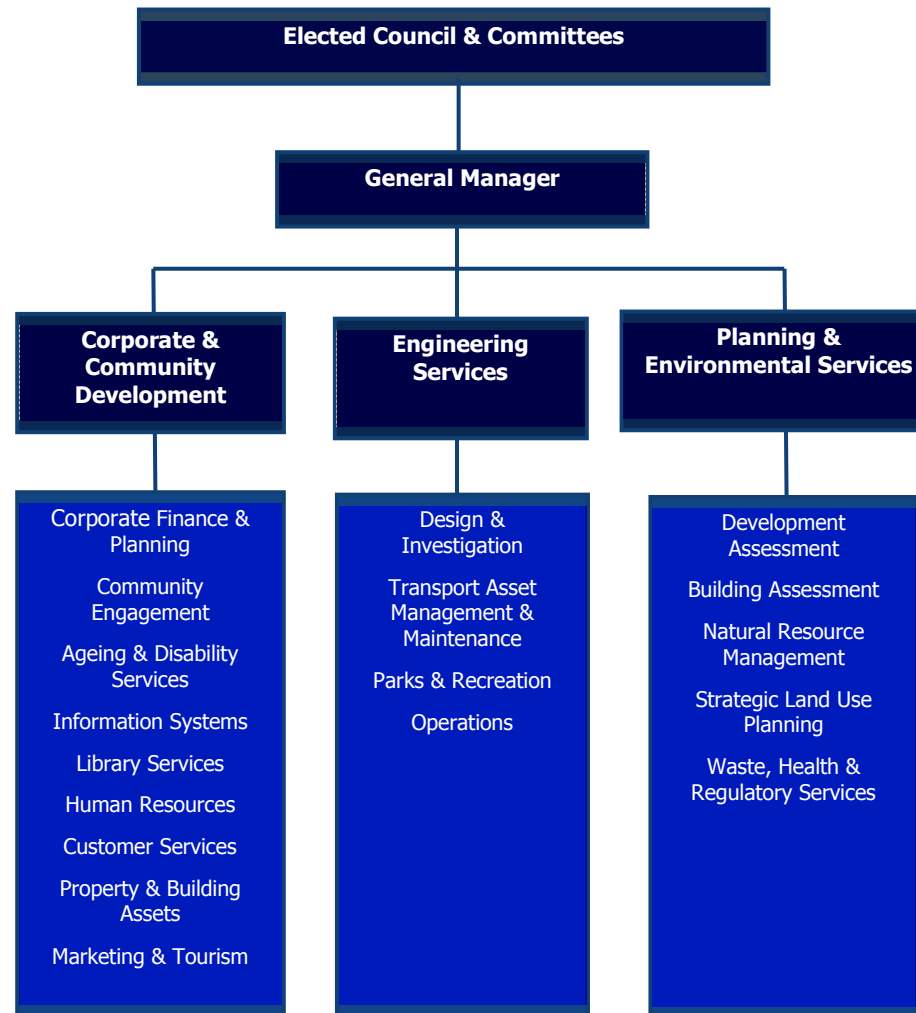 Elected Council & Committees
General Manager
Corporate &
Community
Development
Engineering
Services
Planning &
Environmental Services
Corporate Finance &
Planning
Community
Engagement
Ageing & Disability
Services
Information Systems
Library Services
Human Resources
Customer Services
Property & Building
Assets
Marketing & Tourism
Design &
Investigation
Transport Asset
Management &
Maintenance
Parks & Recreation
Operations
Development
Assessment
Building Assessment
Natural Resource
Management
Strategic Land Use
Planning
Waste, Health &
Regulatory Services